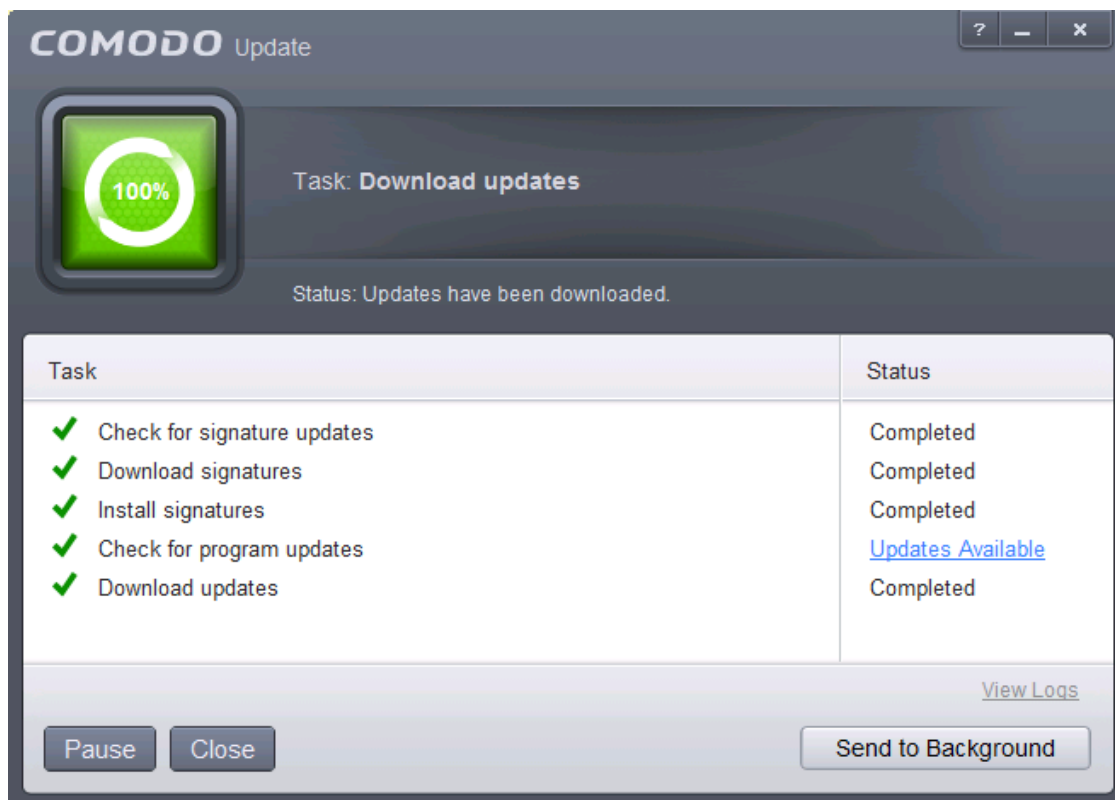 COMODO Update
? _ x
100%
Task: Download updates
Status: Updates have been downloaded.
Task Status
Check for signature updates Completed
Download signatures Completed
Install signatures Completed
Check for program updates Updates Available
Download updates Completed
View Logs
Pause Close Send to Background